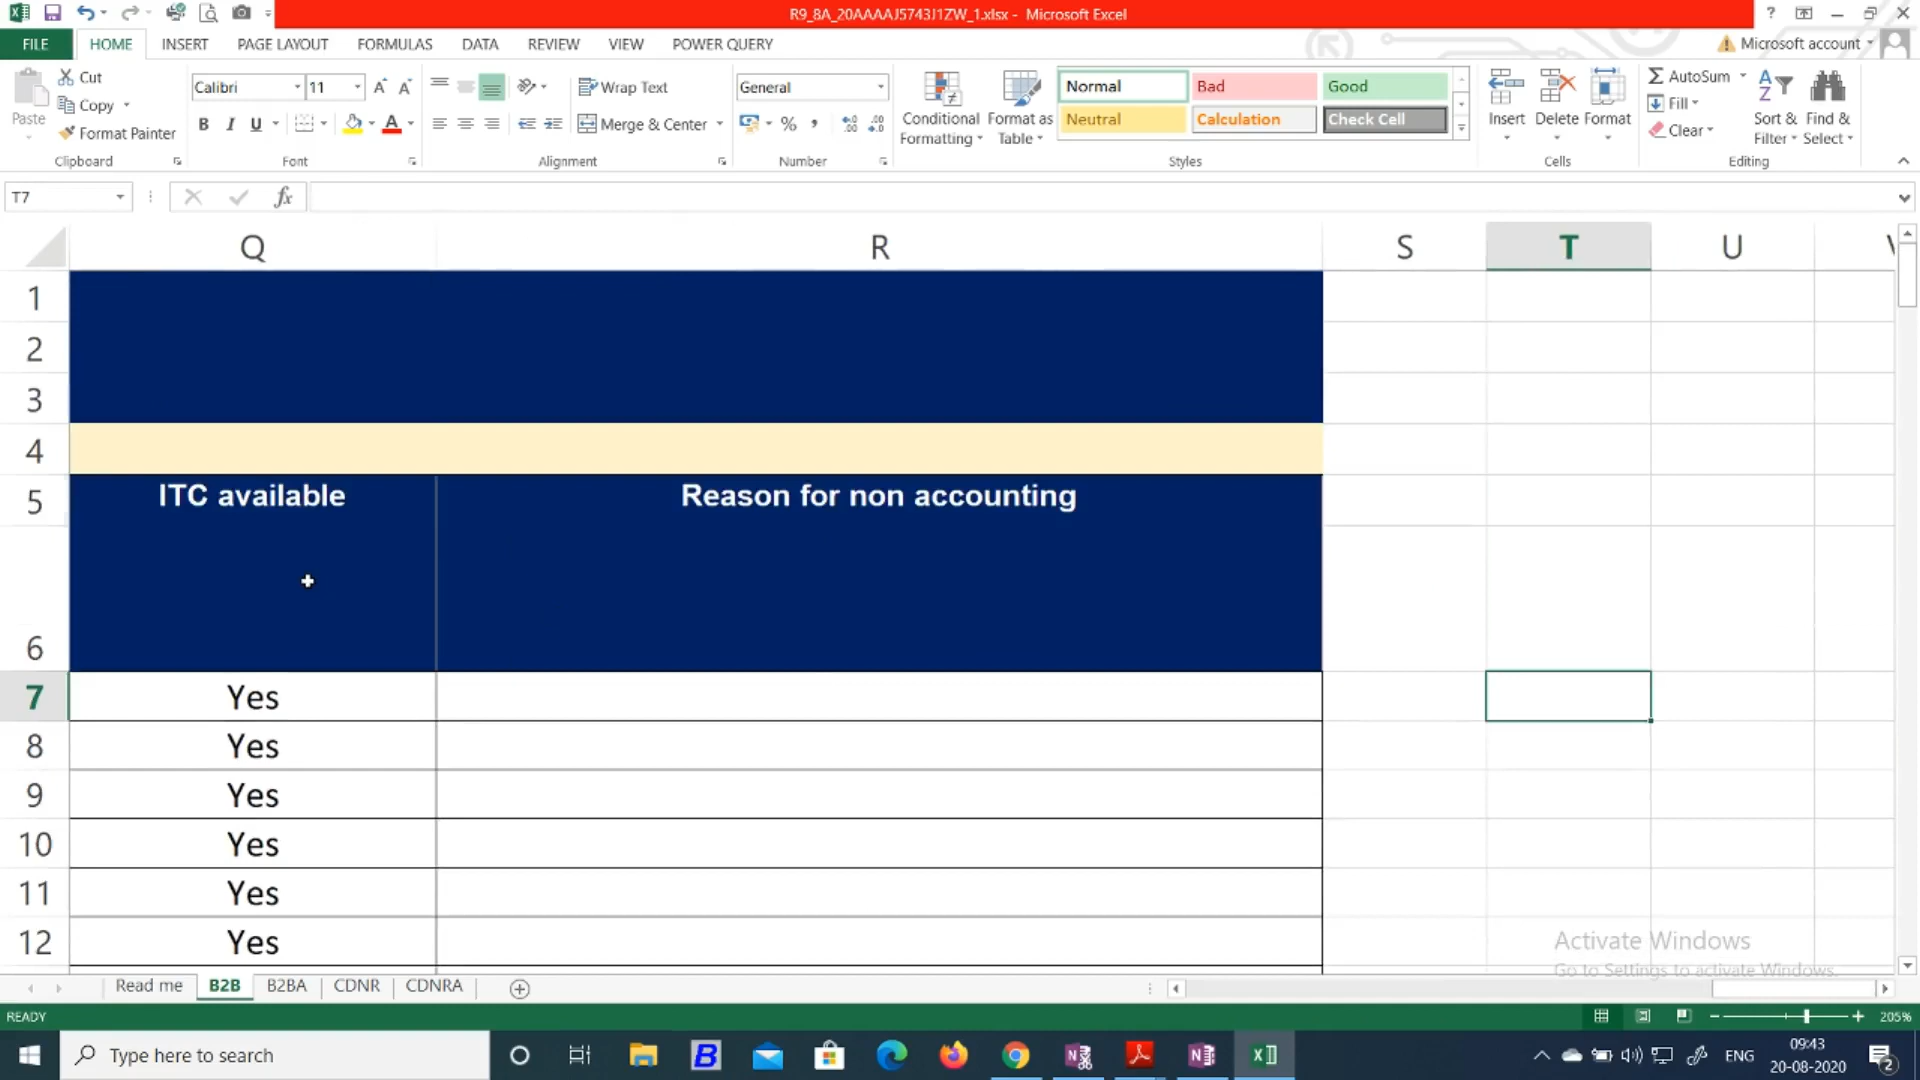 R9_8A_20AAAAJ5743J1ZW_1.xlsx - Microsoft Excel
FILE HOME INSERT PAGE LAYOUT FORMULAS DATA REVIEW VIEW POWER QUERY Microsoft account
Paste Cut Copy Format Painter Clipboard
Calibri 11 B I U Font
Wrap Text Merge & Center Alignment
General % , Number
Conditional Formatting Format as Table
Normal Bad Good
Neutral Calculation Check Cell
Styles
Insert Delete Format Cells
AutoSum Fill Clear Sort & Filter Find & Select Editing
T7 fx
Q R S T U
1
2
3
4
5 ITC available Reason for non accounting
6
7 Yes
8 Yes
9 Yes
10 Yes
11 Yes
12 Yes
Activate Windows
Go to Settings to activate Windows.
Read me B2B B2BA CDNR CDNRA
READY 205%
Type here to search ENG 09:43
20-08-2020 2